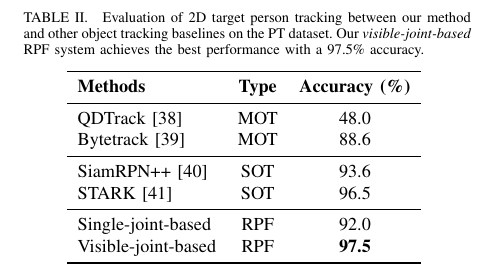 TABLE II. Evaluation of 2D target person tracking between our method
and other object tracking baselines on the PT dataset. Our visible-joint-based
RPF system achieves the best performance with a 97.5% accuracy.
Methods Type Accuracy (%)
QDTrack [38] MOT 48.0
Bytetrack [39] MOT 88.6
SiamRPN++ [40] SOT 93.6
STARK [41] SOT 96.5
Single-joint-based RPF 92.0
Visible-joint-based RPF 97.5